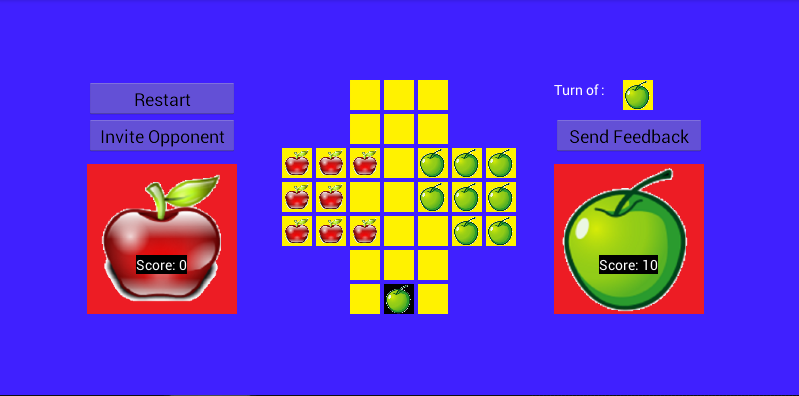 Restart
Invite Opponent
Score: 0
Turn of :
Send Feedback
Score: 10